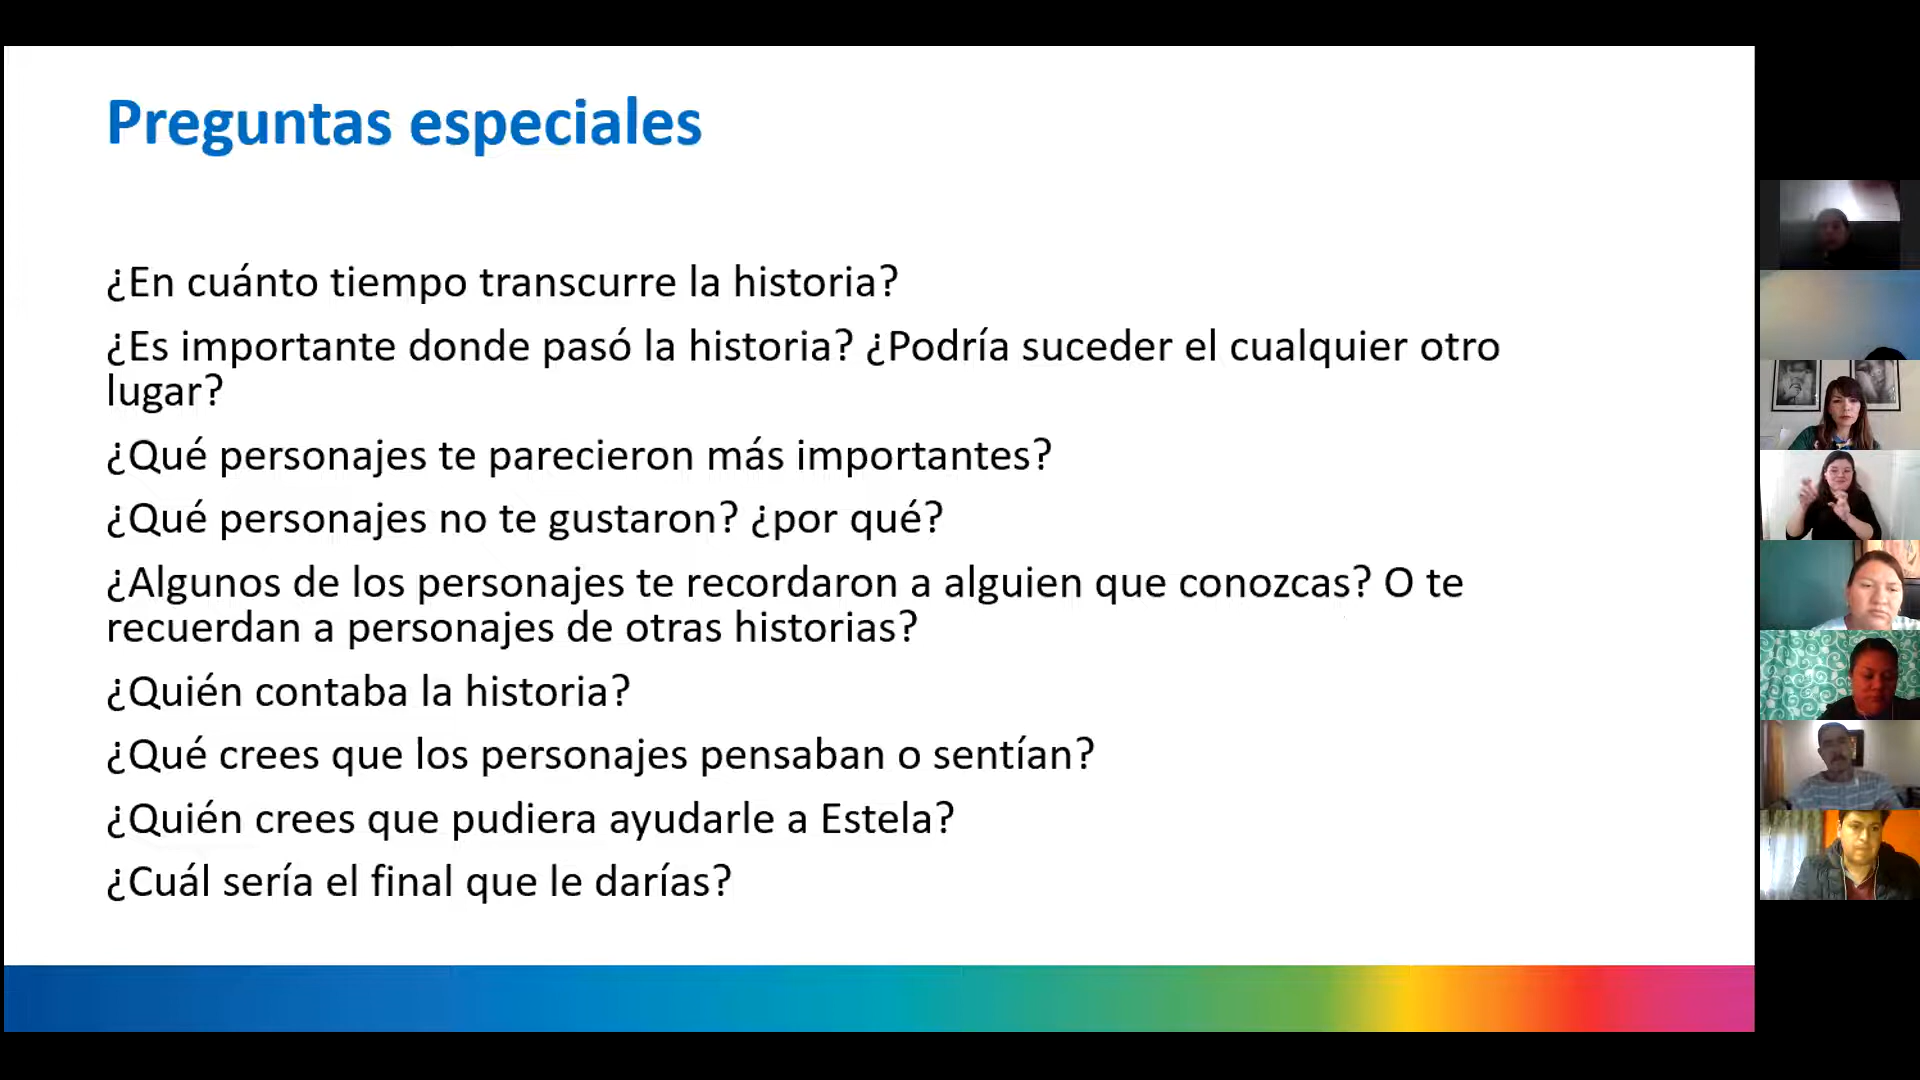 Preguntas especiales
¿En cuánto tiempo transcurre la historia?
¿Es importante donde pasó la historia? ¿Podría suceder el cualquier otro
lugar?
¿Qué personajes te parecieron más importantes?
¿Qué personajes no te gustaron? ¿por qué?
¿Algunos de los personajes te recordaron a alguien que conozcas? O te
recuerdan a personajes de otras historias?
¿Quién contaba la historia?
¿Qué crees que los personajes pensaban o sentían?
¿Quién crees que pudiera ayudarle a Estela?
¿Cuál sería el final que le darías?